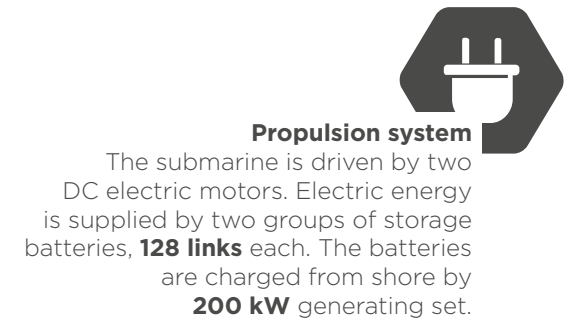 Propulsion system
The submarine is driven by two
DC electric motors. Electric energy
is supplied by two groups of storage
batteries, 128 links each. The batteries
are charged from shore by
200 kW generating set.